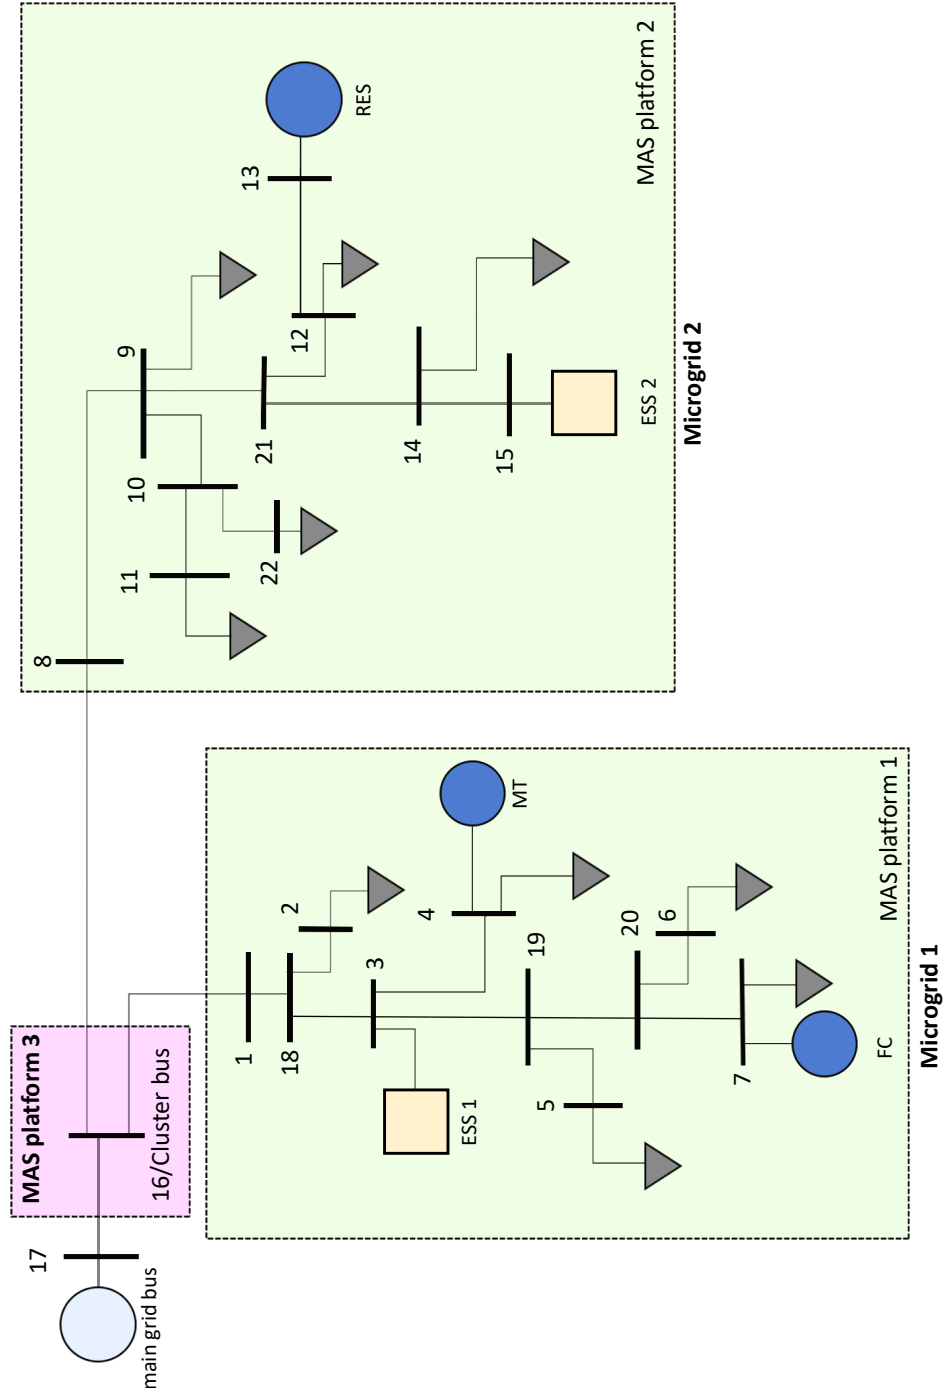 MAS platform 3
16/Cluster bus
17
main grid bus
1
18
2
3
4
ESS 1
MT
19
5
20
6
7
FC
MAS platform 1
Microgrid 1
8
9
10
11
22
21
12
13
RES
14
15
ESS 2
MAS platform 2
Microgrid 2